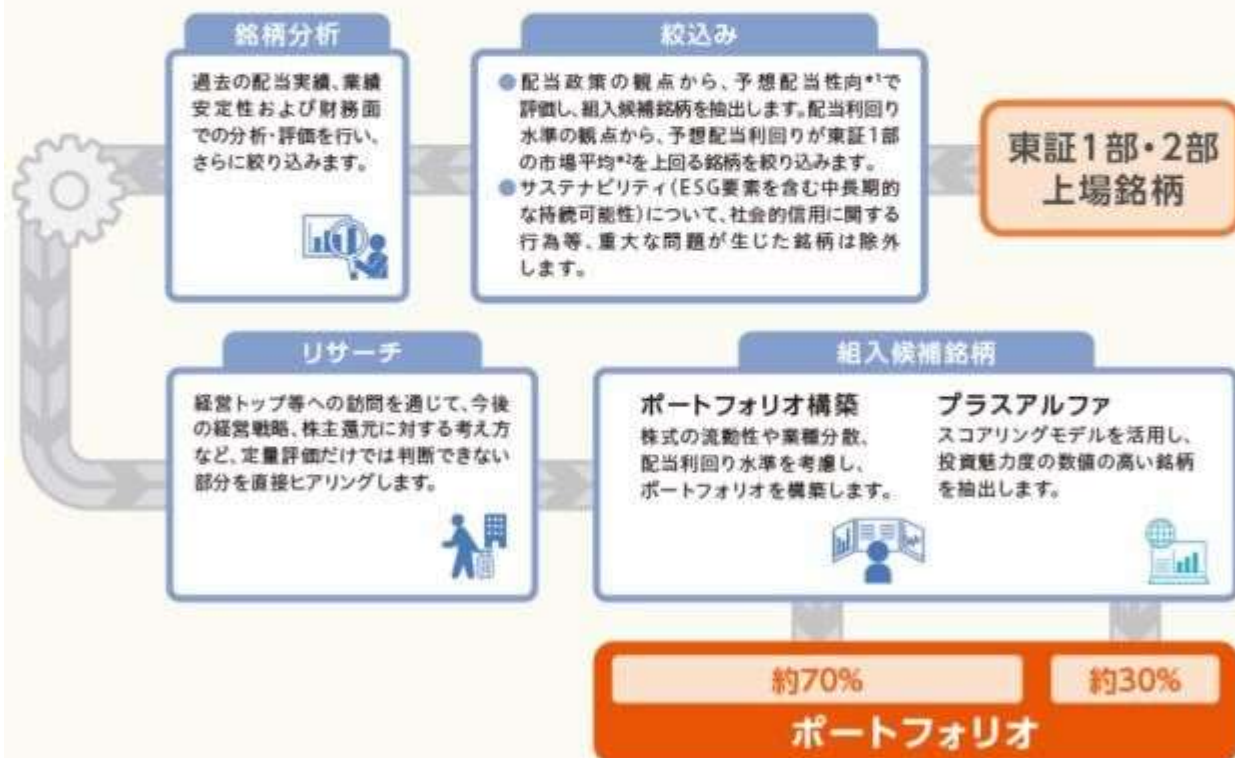 東証1部・2部
上場銘柄
絞込み
●配当政策の観点から、予想配当性向*1で
評価し、組入候補銘柄を抽出します。配当利回り
水準の観点から、予想配当利回りが東証1部
の市場平均*2を上回る銘柄を絞り込みます。
●サステナビリティ(ESG要素を含む中長期的
な持続可能性)について、社会的信用に関する
行為等、重大な問題が生じた銘柄は除外
します。
銘柄分析
過去の配当実績、業績
安定性および財務面
での分析・評価を行い、
さらに絞り込みます。
リサーチ
経営トップ等への訪問を通じて、今後
の経営戦略、株主還元に対する考え方
など、定量評価だけでは判断できない
部分を直接ヒアリングします。
組入候補銘柄
ポートフォリオ構築
株式の流動性や業種分散、
配当利回り水準を考慮し、
ポートフォリオを構築します。
プラスアルファ
スコアリングモデルを活用し、
投資魅力度の数値の高い銘柄
を抽出します。
約70%
約30%
ポートフォリオ